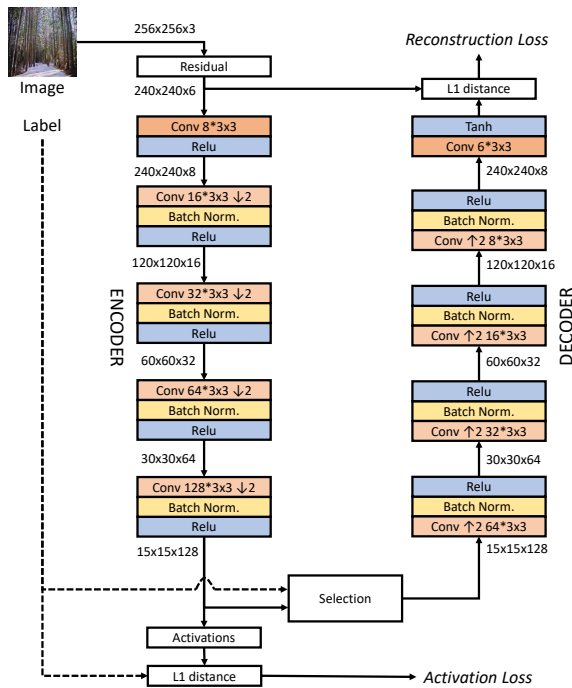 256x256x3
Image
Label
Residual
240x240x6
Conv 8*3x3
Relu
240x240x8
Conv 16*3x3 ↓2
Batch Norm.
Relu
120x120x16
Conv 32*3x3 ↓2
Batch Norm.
Relu
60x60x32
Conv 64*3x3 ↓2
Batch Norm.
Relu
30x30x64
Conv 128*3x3 ↓2
Batch Norm.
Relu
15x15x128
ENCODER
Activations
L1 distance
Activation Loss
Selection
Reconstruction Loss
L1 distance
Tanh
Conv 6*3x3
240x240x8
Relu
Batch Norm.
Conv ↑2 8*3x3
120x120x16
Relu
Batch Norm.
Conv ↑2 16*3x3
60x60x32
Relu
Batch Norm.
Conv ↑2 32*3x3
30x30x64
Relu
Batch Norm.
Conv ↑2 64*3x3
15x15x128
DECODER